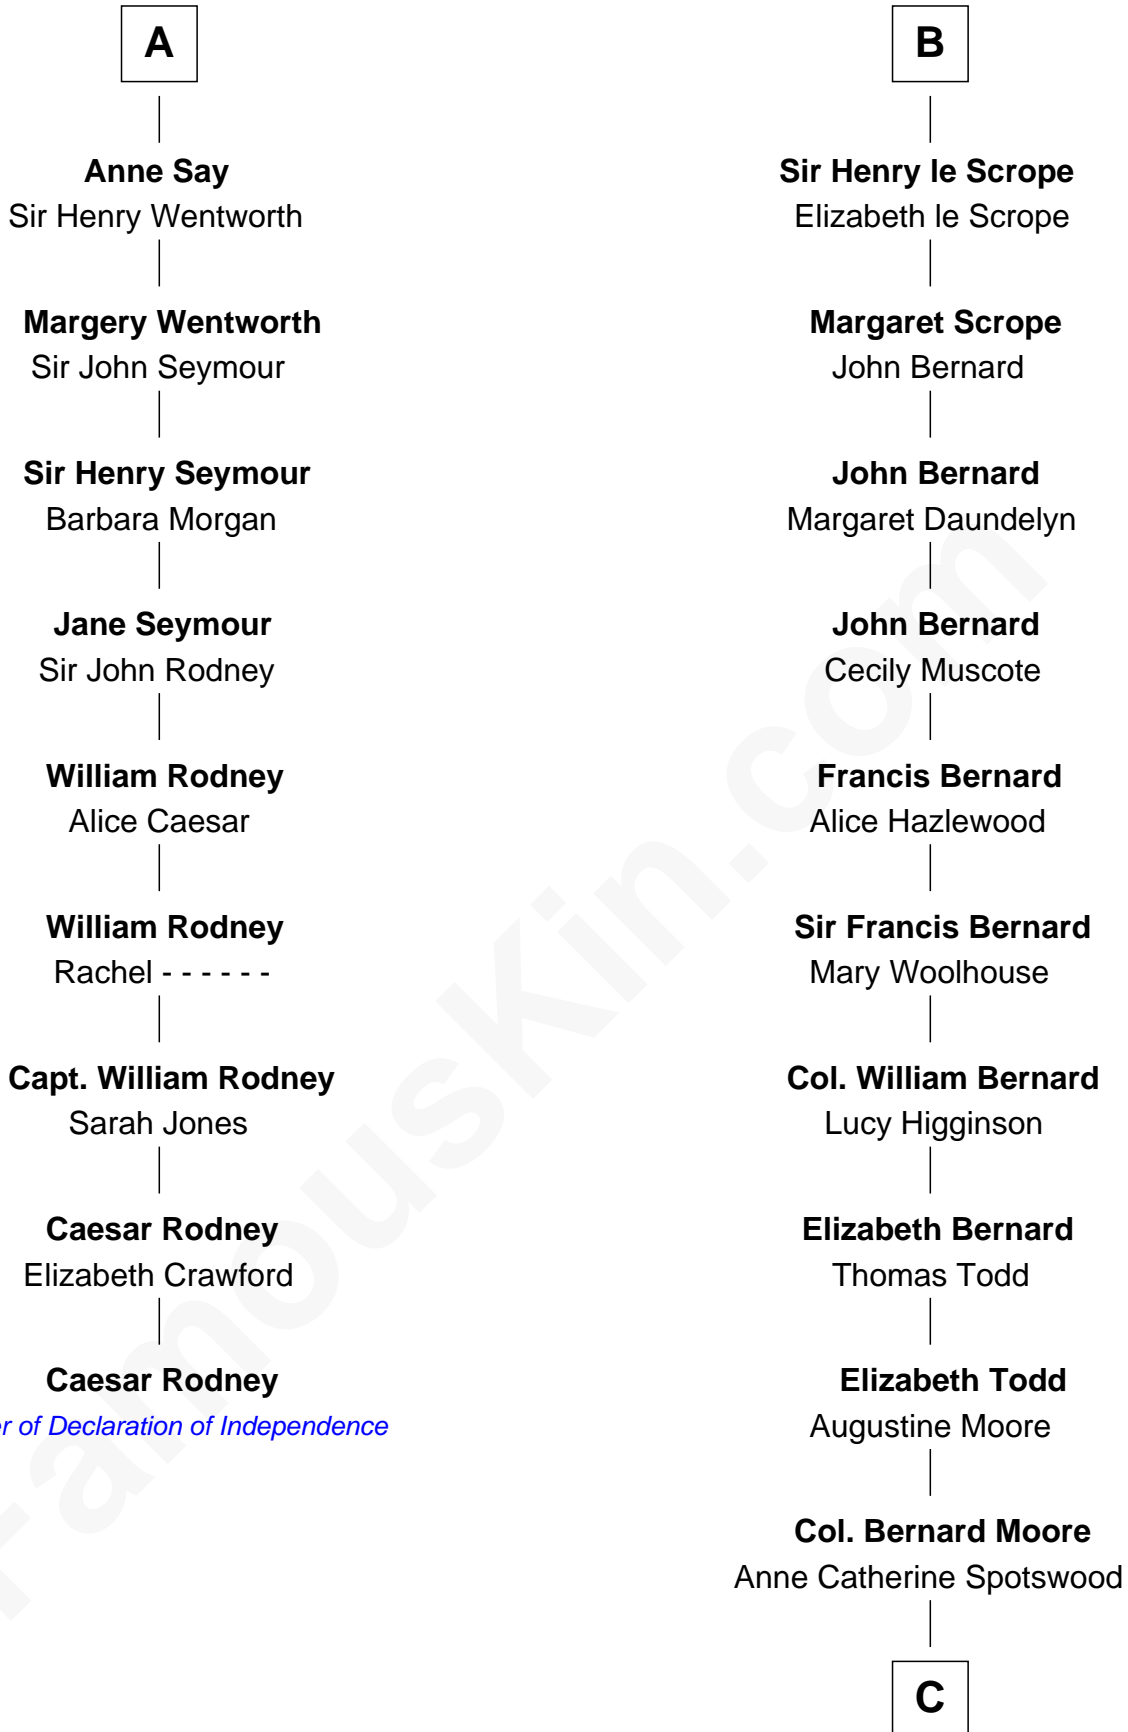 A
Anne Say
Sir Henry Wentworth
Margery Wentworth
Sir John Seymour
Sir Henry Seymour
Barbara Morgan
Jane Seymour
Sir John Rodney
William Rodney
Alice Caesar
William Rodney
Rachel - - - - - -
Capt. William Rodney
Sarah Jones
Caesar Rodney
Elizabeth Crawford
Caesar Rodney
of Declaration of Independence
B
Sir Henry le Scrope
Elizabeth le Scrope
Margaret Scrope
John Bernard
John Bernard
Margaret Daundelyn
John Bernard
Cecily Muscote
Francis Bernard
Alice Hazlewood
Sir Francis Bernard
Mary Woolhouse
Col. William Bernard
Lucy Higginson
Elizabeth Bernard
Thomas Todd
Elizabeth Todd
Augustine Moore
Col. Bernard Moore
Anne Catherine Spotswood
C
FamousKin.com